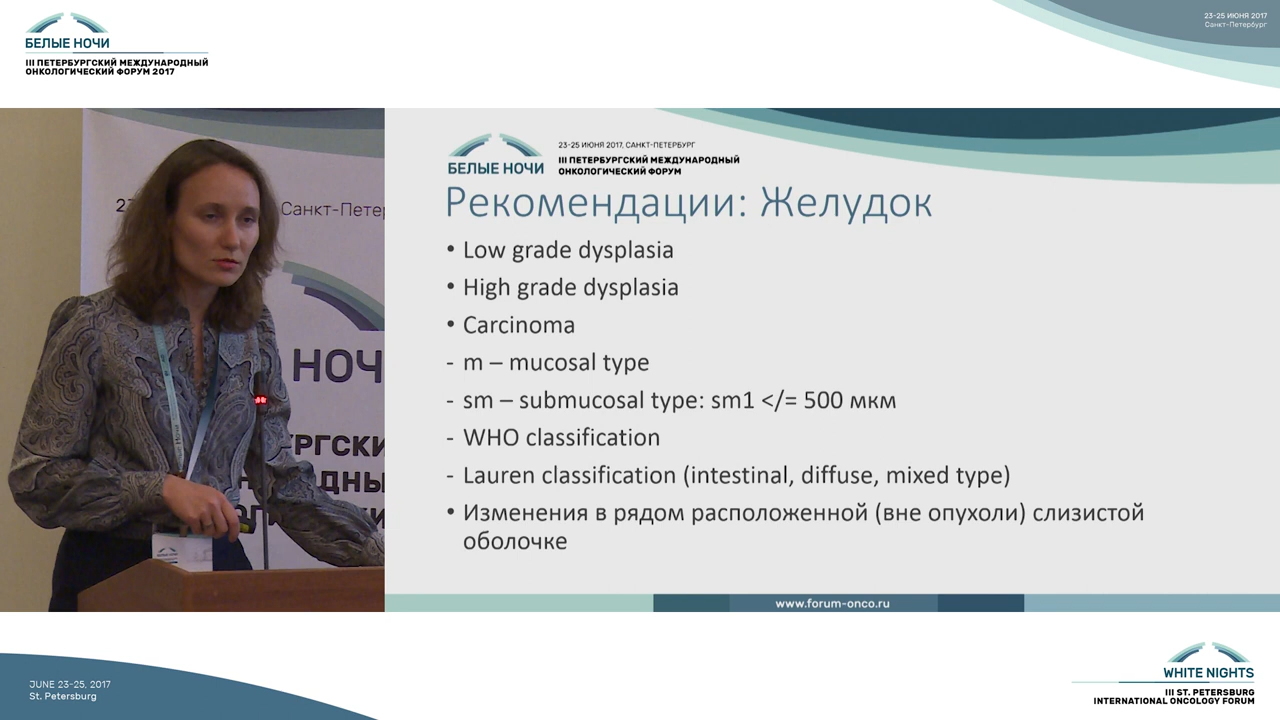 БЕЛЫЕ НОЧИ
III ПЕТЕРБУРГСКИЙ МЕЖДУНАРОДНЫЙ
ОНКОЛОГИЧЕСКИЙ ФОРУМ 2017
23-25 ИЮНЯ 2017
Санкт-Петербург
23-25 ИЮНЯ 2017, САНКТ-ПЕТЕРБУРГ
БЕЛЫЕ НОЧИ
III ПЕТЕРБУРГСКИЙ МЕЖДУНАРОДНЫЙ
ОНКОЛОГИЧЕСКИЙ ФОРУМ
Рекомендации: Желудок
• Low grade dysplasia
• High grade dysplasia
• Carcinoma
- m – mucosal type
- sm – submucosal type: sm1 </= 500 мкм
- WHO classification
- Lauren classification (intestinal, diffuse, mixed type)
• Изменения в рядом расположенной (вне опухоли) слизистой
оболочке
www.forum-onco.ru
Санкт-Петер
НОЧ
JUNE 23-25, 2017
St. Petersburg
WHITE NIGHTS
III ST. PETERSBURG
INTERNATIONAL ONCOLOGY FORUM